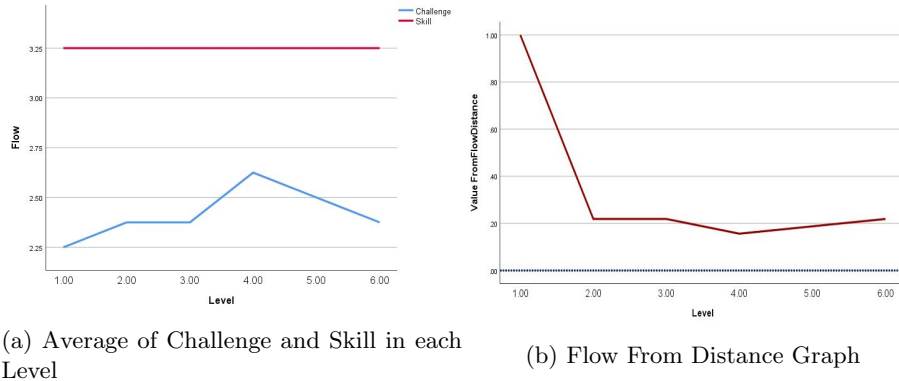 Challenge
Skill
3.25
3.00
2.75
2.50
2.25
Flow
1.00 2.00 3.00 4.00 5.00 6.00
Level
1.00
.80
.60
.40
.20
.00
Value FromFlowDistance
1.00 2.00 3.00 4.00 5.00 6.00
Level
(a) Average of Challenge and Skill in each
Level
(b) Flow From Distance Graph